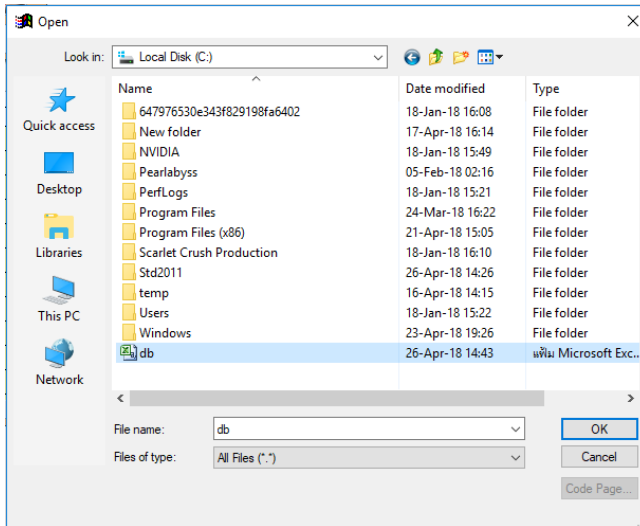 Open
Look in: Local Disk (C:)
Quick access
Desktop
Libraries
This PC
Network
Name Date modified Type
647976530e343f829198fa6402 18-Jan-18 16:08 File folder
New folder 17-Apr-18 16:14 File folder
NVIDIA 18-Jan-18 15:49 File folder
Pearlabyss 05-Feb-18 02:16 File folder
PerfLogs 18-Jan-18 15:21 File folder
Program Files 24-Mar-18 16:22 File folder
Program Files (x86) 21-Apr-18 15:05 File folder
Scarlet Crush Production 18-Jan-18 16:10 File folder
Std2011 26-Apr-18 14:26 File folder
temp 16-Apr-18 14:15 File folder
Users 18-Jan-18 15:22 File folder
Windows 23-Apr-18 19:26 File folder
db 26-Apr-18 14:43 แฟ้ม Microsoft Exc...
File name: db OK
Files of type: All Files (*.*) Cancel
Code Page...